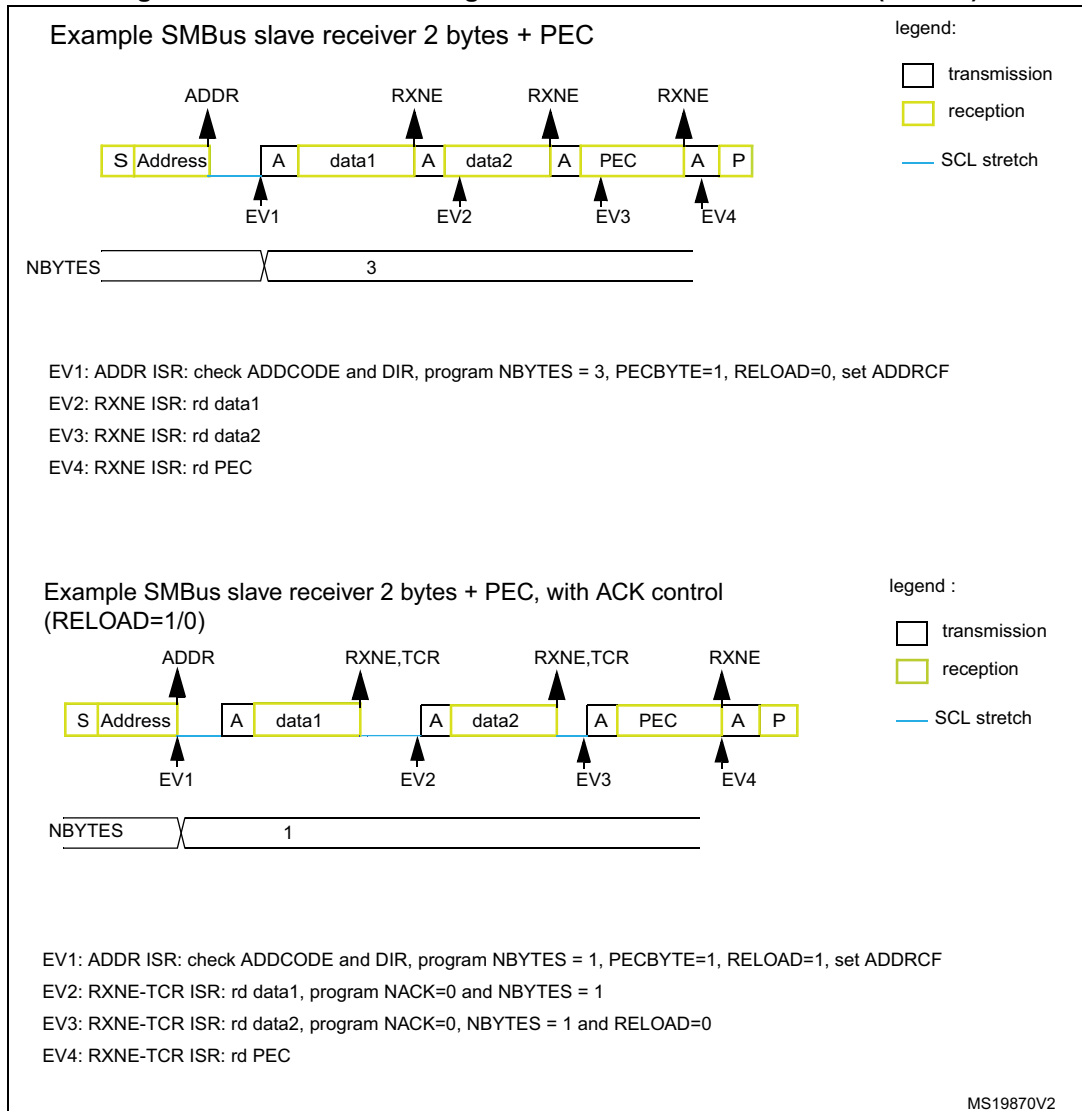 Example SMBus slave receiver 2 bytes + PEC
legend:
transmission
reception
SCL stretch
ADDR RXNE RXNE RXNE
S Address A data1 A data2 A PEC A P
EV1 EV2 EV3 EV4
NBYTES 3
EV1: ADDR ISR: check ADDCODE and DIR, program NBYTES = 3, PECBYTE=1, RELOAD=0, set ADDRCF
EV2: RXNE ISR: rd data1
EV3: RXNE ISR: rd data2
EV4: RXNE ISR: rd PEC
Example SMBus slave receiver 2 bytes + PEC, with ACK control
(RELOAD=1/0)
legend :
transmission
reception
SCL stretch
ADDR RXNE,TCR RXNE,TCR RXNE
S Address A data1 A data2 A PEC A P
EV1 EV2 EV3 EV4
NBYTES 1
EV1: ADDR ISR: check ADDCODE and DIR, program NBYTES = 1, PECBYTE=1, RELOAD=1, set ADDRCF
EV2: RXNE-TCR ISR: rd data1, program NACK=0 and NBYTES = 1
EV3: RXNE-TCR ISR: rd data2, program NACK=0, NBYTES = 1 and RELOAD=0
EV4: RXNE-TCR ISR: rd PEC
MS19870V2